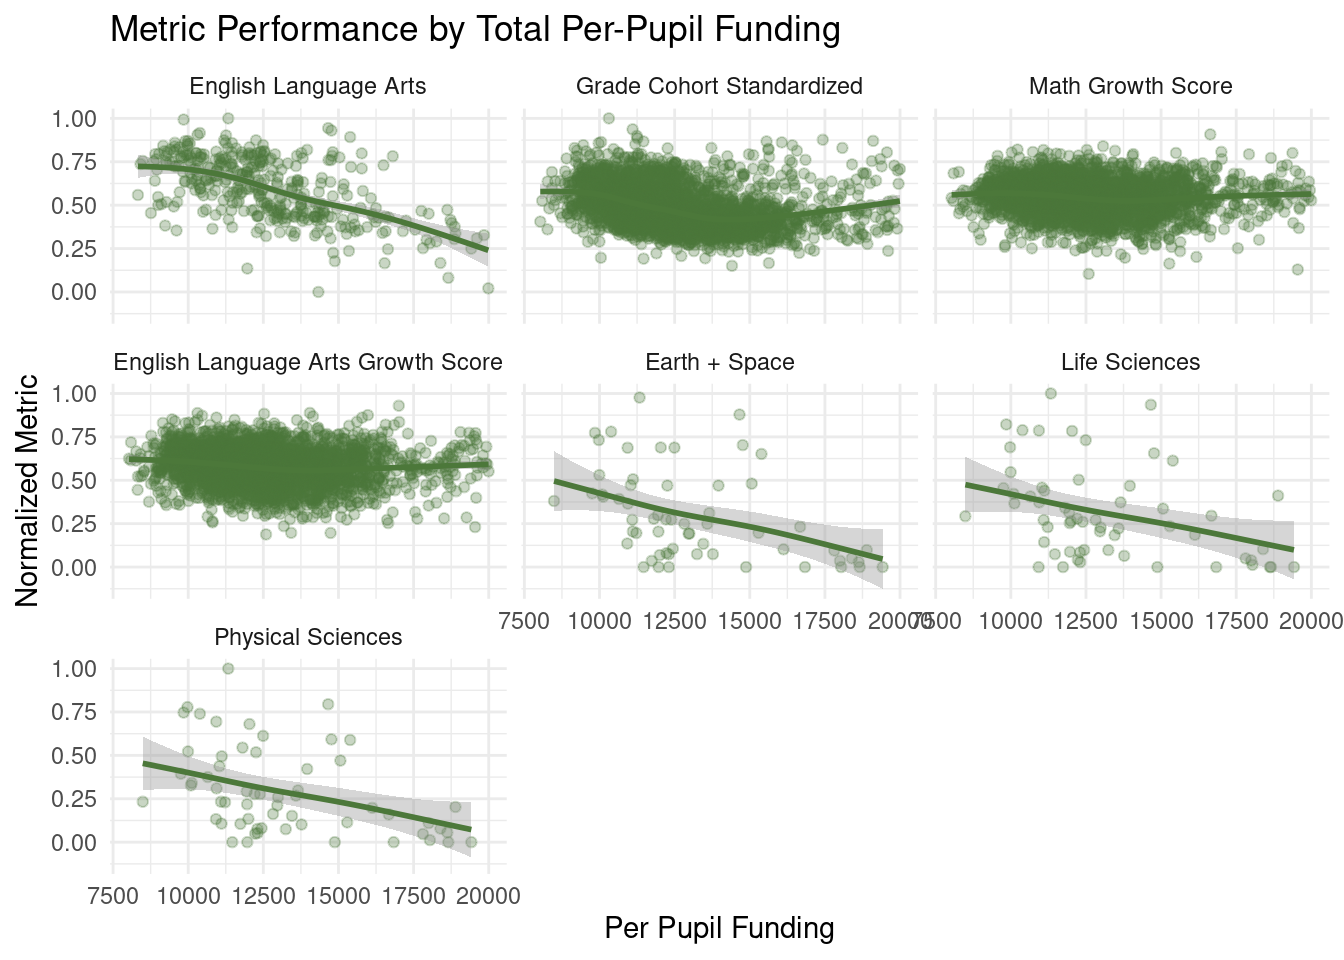 Metric Performance by Total Per-Pupil Funding
English Language Arts
Grade Cohort Standardized
Math Growth Score
1.00
0.75
0.50
0.25
0.00
English Language Arts Growth Score
Earth + Space
Life Sciences
1.00
0.75
0.50
0.25
0.00
7500 10000 12500 15000 17500 20000
7500 10000 12500 15000 17500 20000
Physical Sciences
1.00
0.75
0.50
0.25
0.00
7500 10000 12500 15000 17500 20000
Normalized Metric
Per Pupil Funding